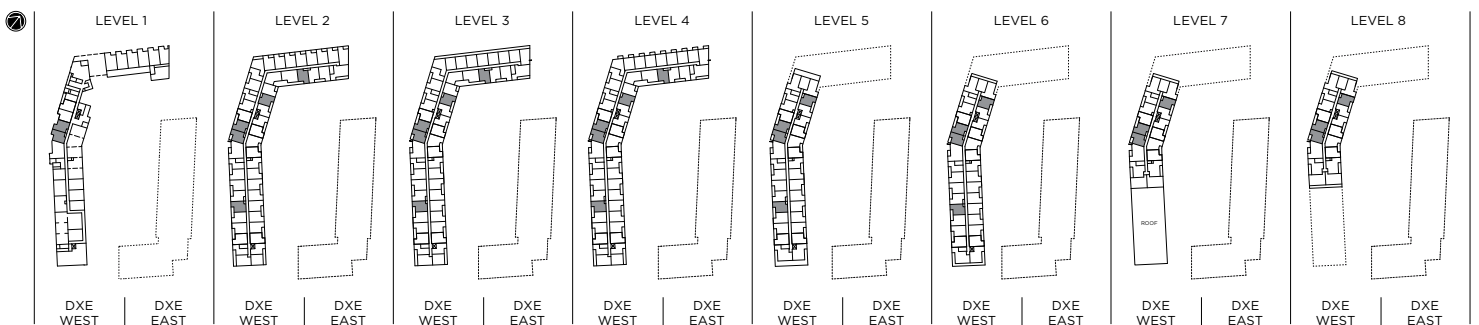 LEVEL 1
LEVEL 2
LEVEL 3
LEVEL 4
LEVEL 5
LEVEL 6
LEVEL 7
LEVEL 8
ROOF
DXE WEST
DXE EAST
DXE WEST
DXE EAST
DXE WEST
DXE EAST
DXE WEST
DXE EAST
DXE WEST
DXE EAST
DXE WEST
DXE EAST
DXE WEST
DXE EAST
DXE WEST
DXE EAST